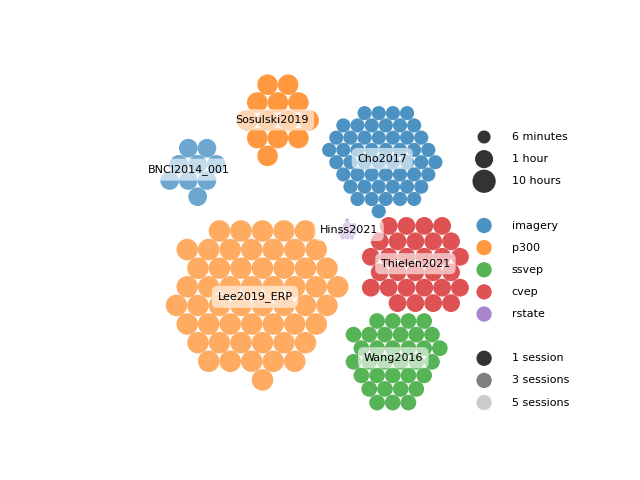 Sosulski2019
6 minutes
Cho2017
1 hour
BNCI2014_001
10 hours
imagery
Hinss2021
p300
Thielen2021
ssvep
cvep
Lee2019_ERP
rstate
Wang2016
1 session
3 sessions
5 sessions